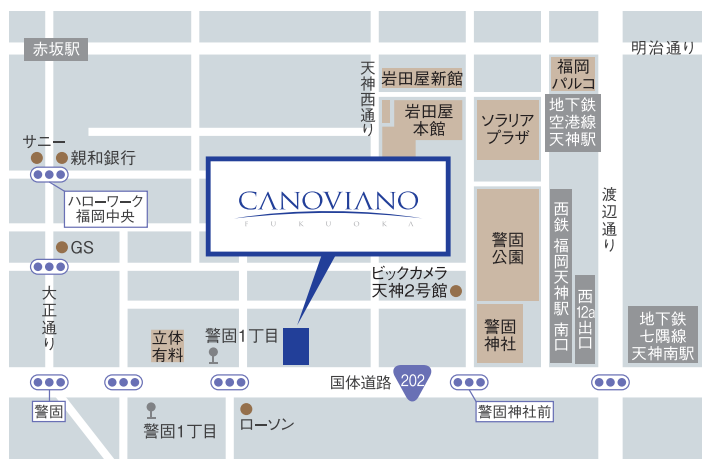 明治通り
赤坂駅
天神西通り
岩田屋新館
福岡
パルコ
岩田屋
本館
ソラリア
プラザ
地下鉄
空港線
天神駅
サニー
親和銀行
ハローワーク
福岡中央
CANOVIANO
FUKUOKA
渡辺通り
警固
公園
西鉄 福岡天神駅 南口
GS
ビックカメラ
天神2号館
大正通り
西12a出口
立体
有料
警固1丁目
警固
神社
地下鉄
七隅線
天神南駅
国体道路
202
警固
警固1丁目
ローソン
警固神社前